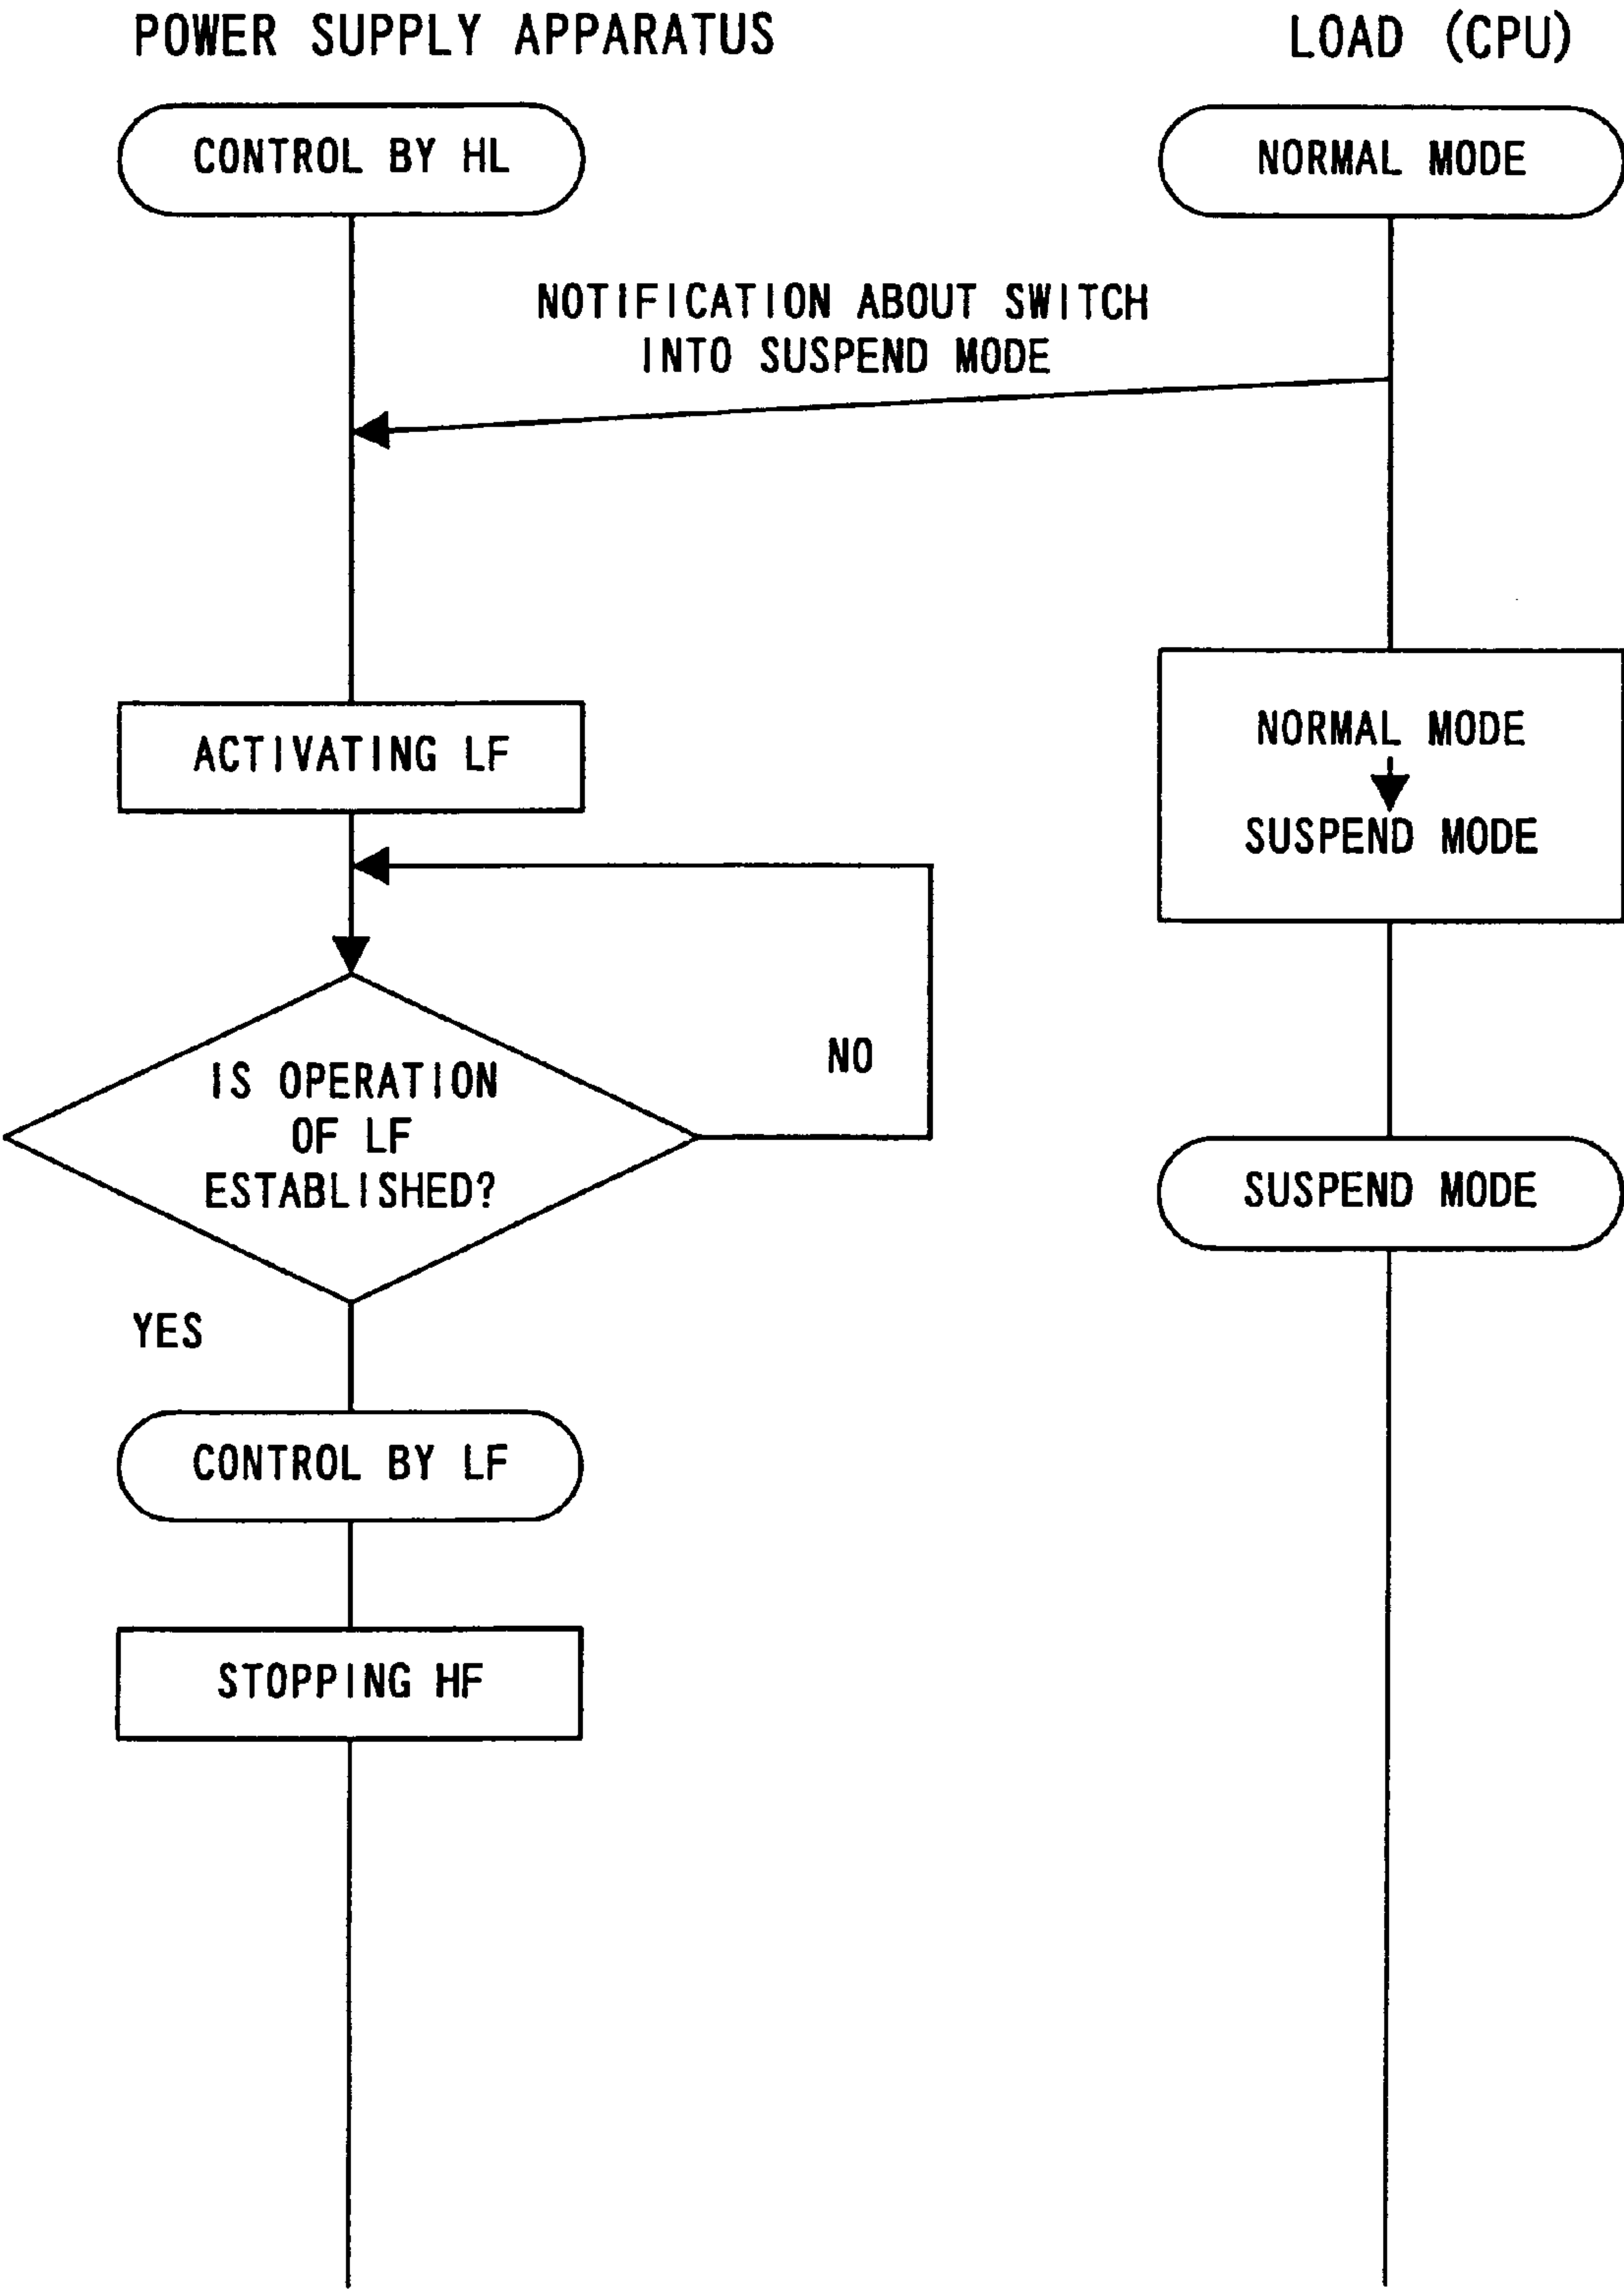 POWER SUPPLY APPARATUS
LOAD (CPU)
CONTROL BY HL
NORMAL MODE
NOTIFICATION ABOUT SWITCH
INTO SUSPEND MODE
ACTIVATING LF
NORMAL MODE
SUSPEND MODE
NO
IS OPERATION
OF LF
ESTABLISHED?
SUSPEND MODE
YES
CONTROL BY LF
STOPPING HF